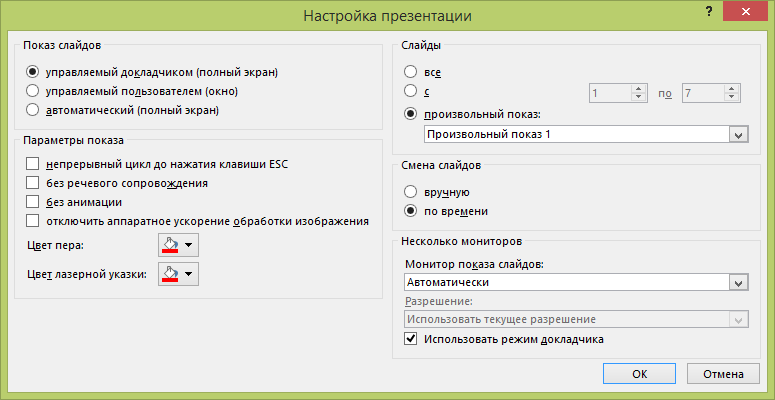 Настройка презентации
?
Показ слайдов
управляемый докладчиком (полный экран)
управляемый пользователем (окно)
автоматический (полный экран)
Параметры показа
непрерывный цикл до нажатия клавиши ESC
без речевого сопровождения
без анимации
отключить аппаратное ускорение обработки изображения
Цвет пера:
Цвет лазерной указки:
Слайды
все
с 1 по 7
произвольный показ:
Произвольный показ 1
Смена слайдов
вручную
по времени
Несколько мониторов
Монитор показа слайдов:
Автоматически
Разрешение:
Использовать текущее разрешение
Использовать режим докладчика
ОК Отмена